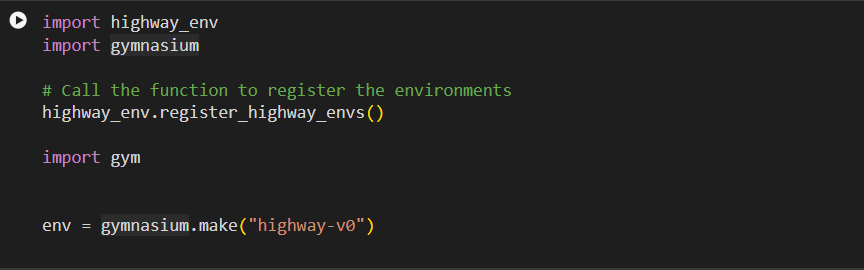 import highway_env
import gymnasium
# Call the function to register the environments
highway_env.register_highway_envs()
import gym
env = gymnasium.make("highway-v0")